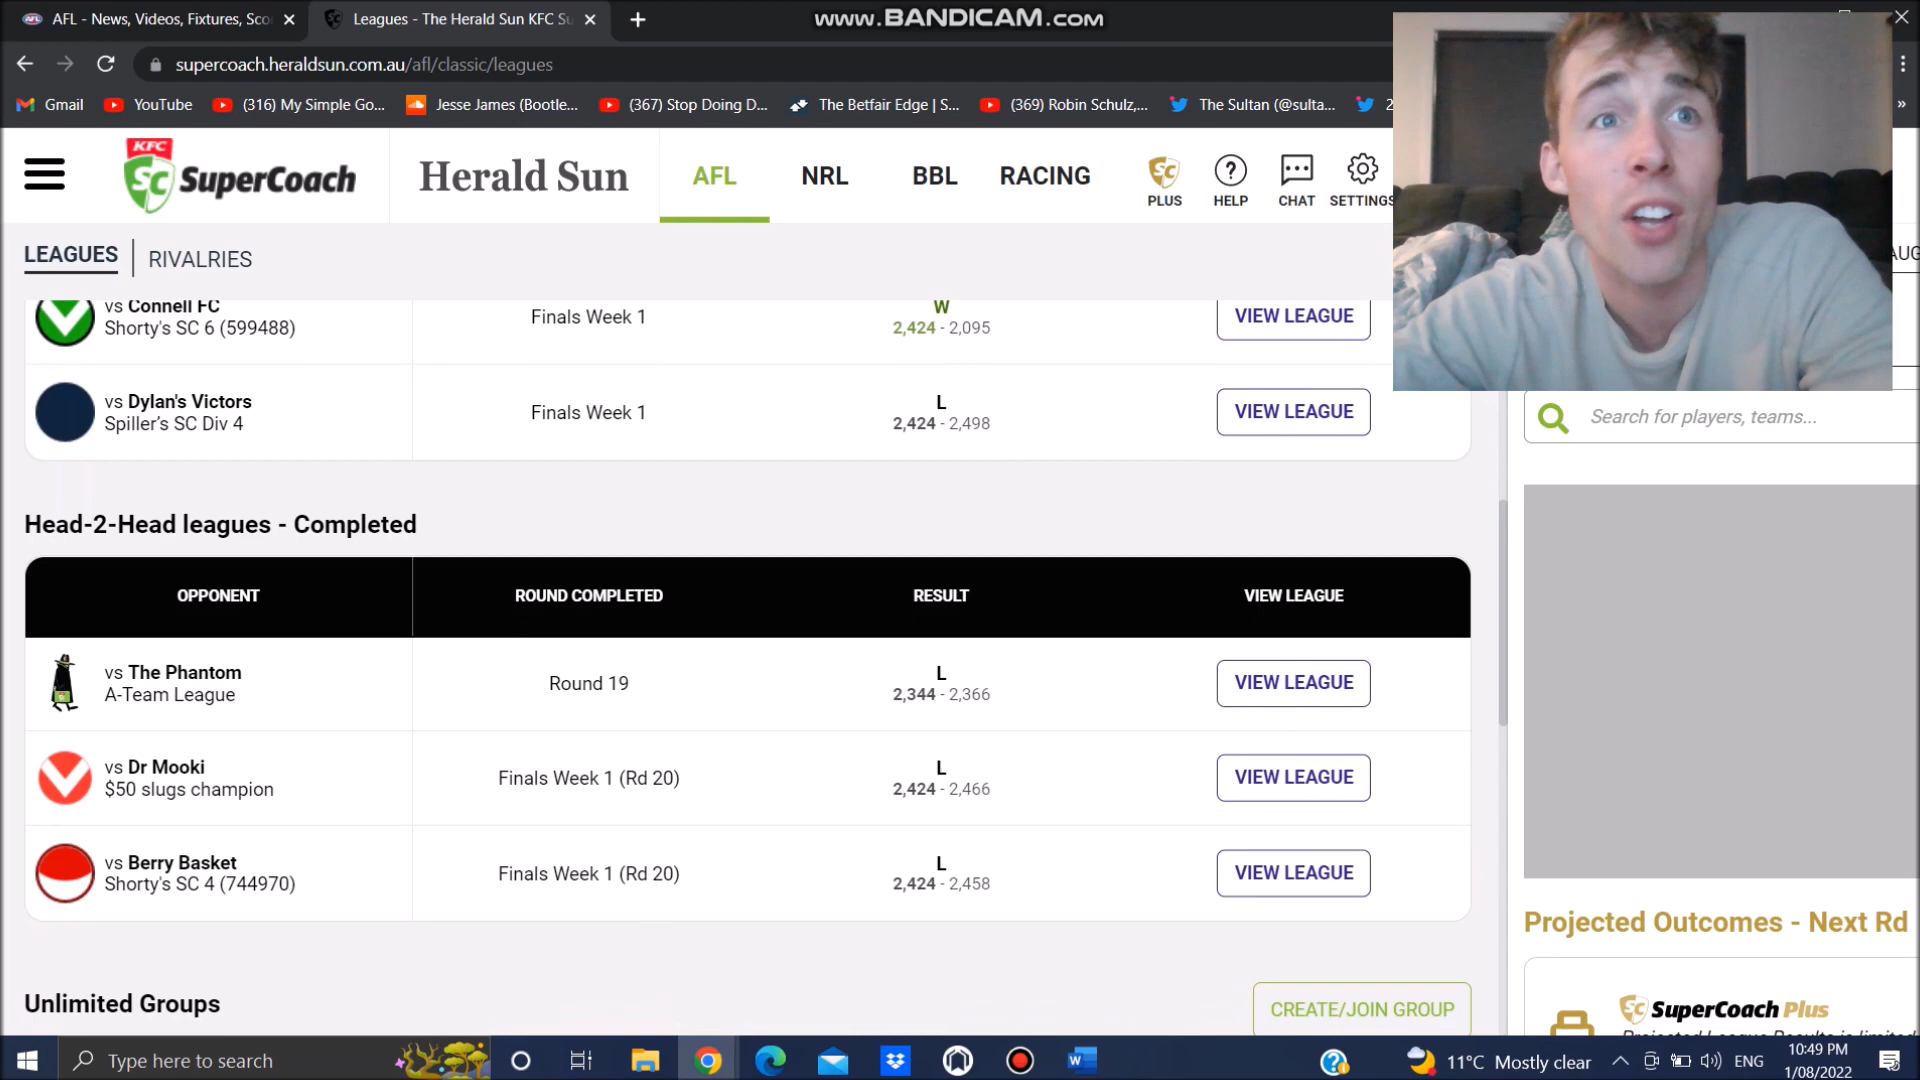 AFL - News, Videos, Fixtures, Sco
Leagues - The Herald Sun KFC Su
www.BANDICAM.com
supercoach.heraldsun.com.au/afl/classic/leagues
Gmail
YouTube
(316) My Simple Go...
Jesse James (Bootle...
(367) Stop Doing D...
The Betfair Edge | S...
(369) Robin Schulz,...
The Sultan (@sulta...
2
»
KFC
SC SuperCoach
Herald Sun
AFL
NRL
BBL
RACING
PLUS
HELP
CHAT
SETTINGS
LEAGUES
RIVALRIES
AUG
vs Connell FC
Shorty's SC 6 (599488)
Finals Week 1
W
2,424 - 2,095
VIEW LEAGUE
vs Dylan's Victors
Spiller’s SC Div 4
Finals Week 1
L
2,424 - 2,498
VIEW LEAGUE
Search for players, teams...
Head-2-Head leagues - Completed
OPPONENT
ROUND COMPLETED
RESULT
VIEW LEAGUE
vs The Phantom
A-Team League
Round 19
L
2,344 - 2,366
VIEW LEAGUE
vs Dr Mooki
$50 slugs champion
Finals Week 1 (Rd 20)
L
2,424 - 2,466
VIEW LEAGUE
vs Berry Basket
Shorty's SC 4 (744970)
Finals Week 1 (Rd 20)
L
2,424 - 2,458
VIEW LEAGUE
Projected Outcomes - Next Rd
SC SuperCoach Plus
Unlimited Groups
CREATE/JOIN GROUP
Type here to search
11°C Mostly clear
ENG
10:49 PM
1/08/2022